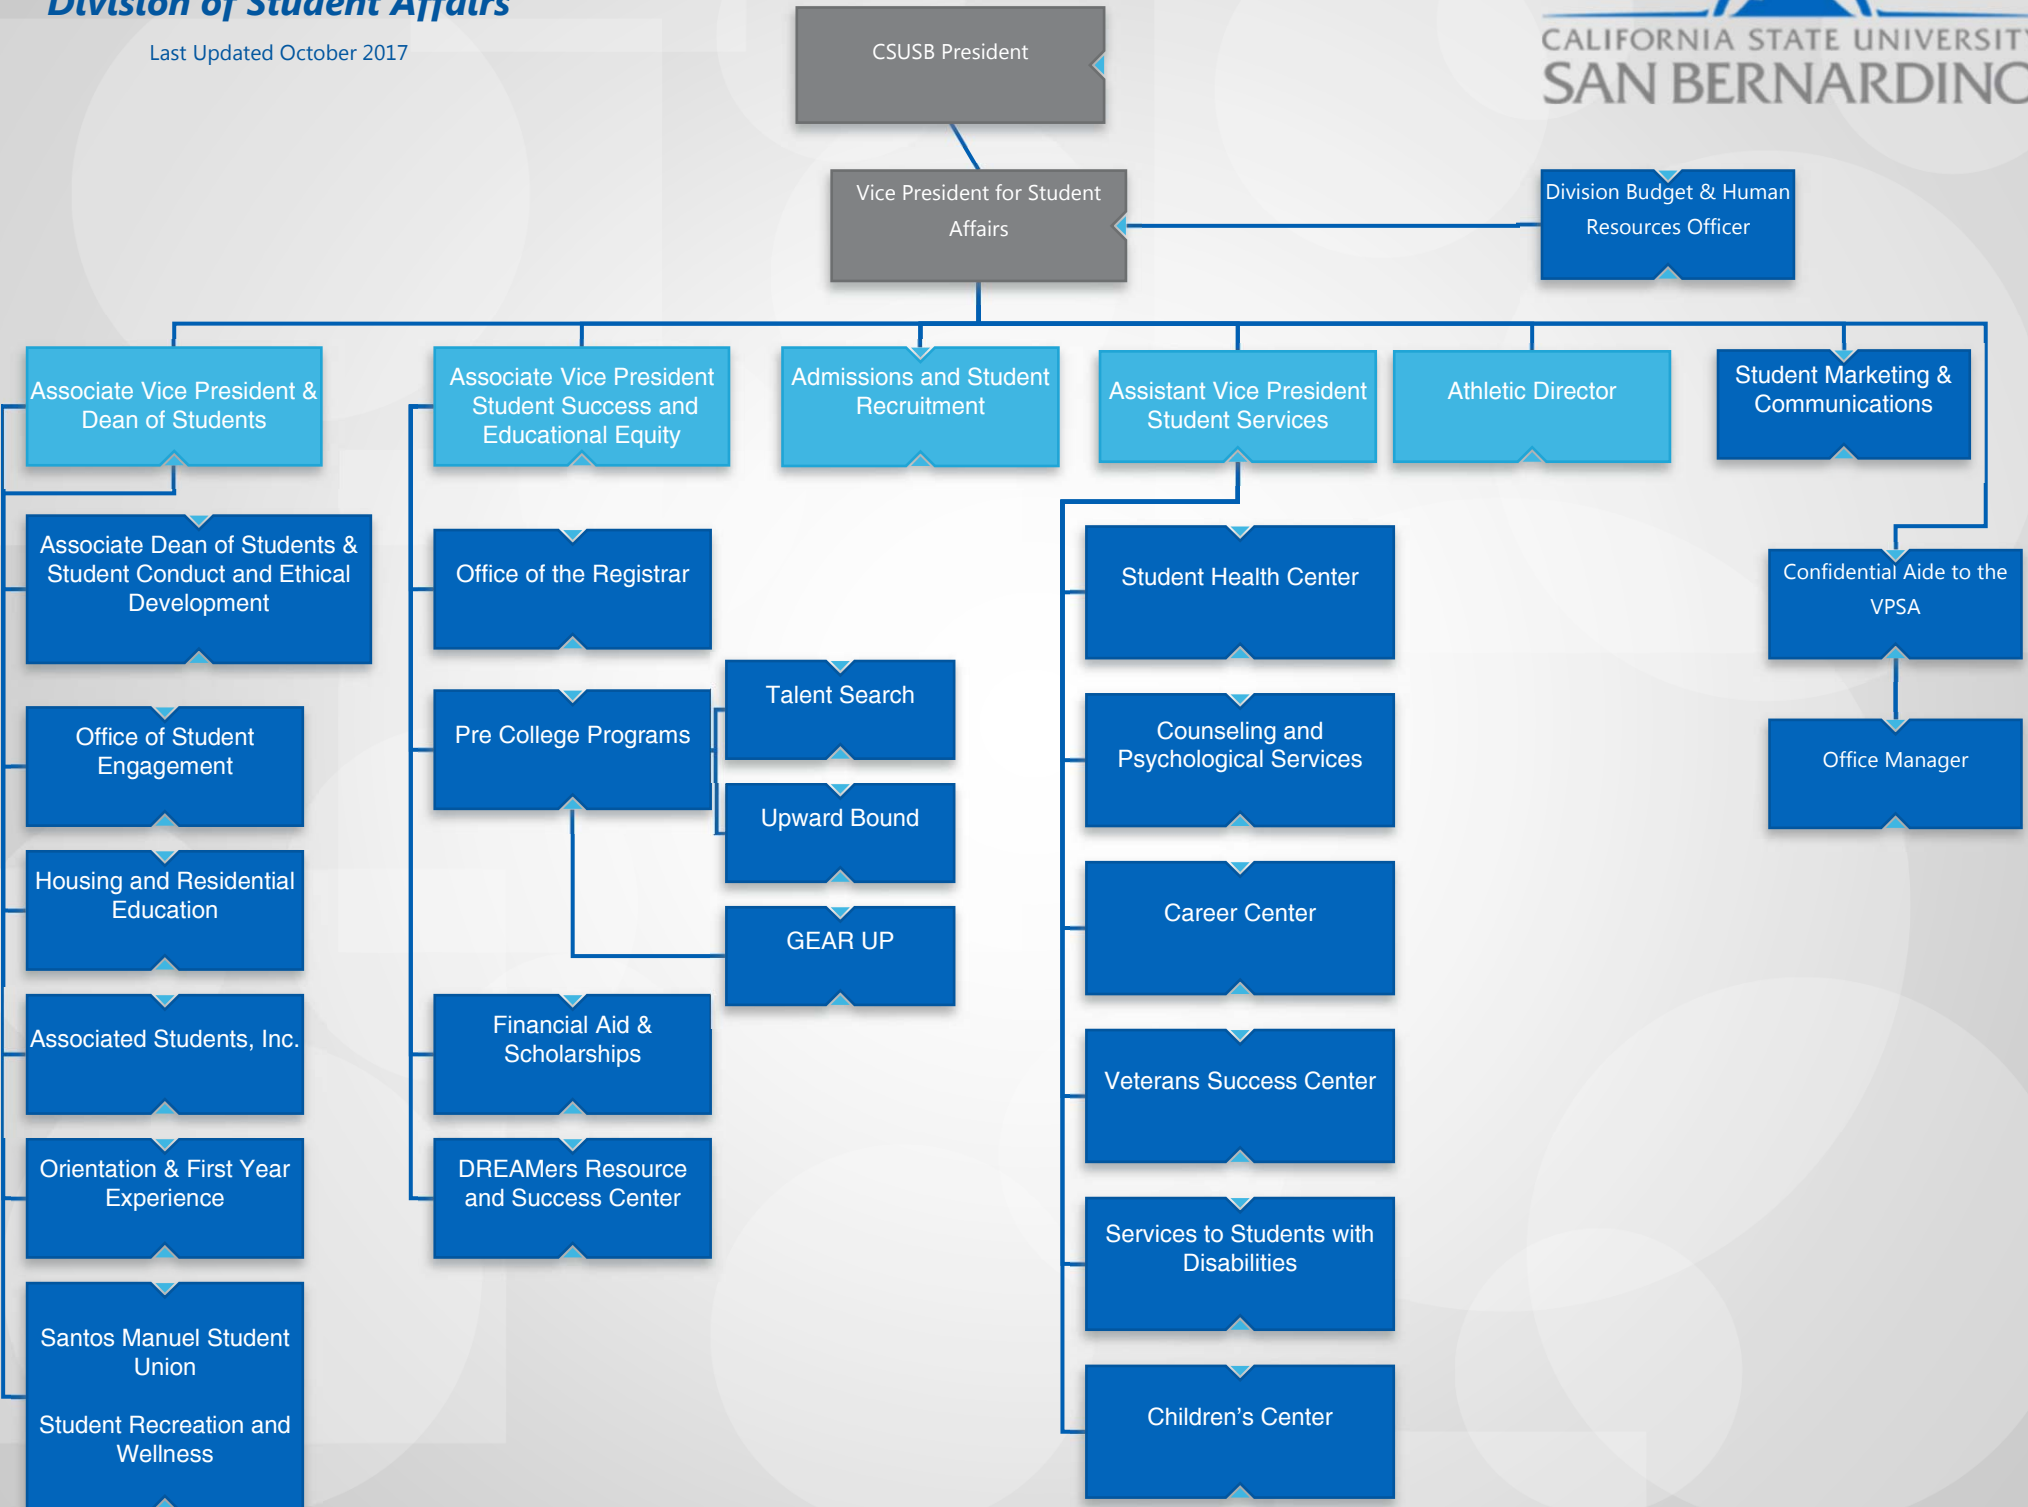 Division of Student Affairs
Last Updated October 2017
CALIFORNIA STATE UNIVERSITY
SAN BERNARDINO
CSUSB President
Vice President for Student
Affairs
Division Budget & Human
Resources Officer
Associate Vice President &
Dean of Students
Associate Vice President
Student Success and
Educational Equity
Admissions and Student
Recruitment
Assistant Vice President
Student Services
Athletic Director
Student Marketing &
Communications
Associate Dean of Students &
Student Conduct and Ethical
Development
Office of Student
Engagement
Housing and Residential
Education
Associated Students, Inc.
Orientation & First Year
Experience
Santos Manuel Student
Union
Student Recreation and
Wellness
Office of the Registrar
Pre College Programs
Talent Search
Upward Bound
GEAR UP
Financial Aid &
Scholarships
DREAMers Resource
and Success Center
Student Health Center
Counseling and
Psychological Services
Career Center
Veterans Success Center
Services to Students with
Disabilities
Children’s Center
Confidential Aide to the
VPSA
Office Manager